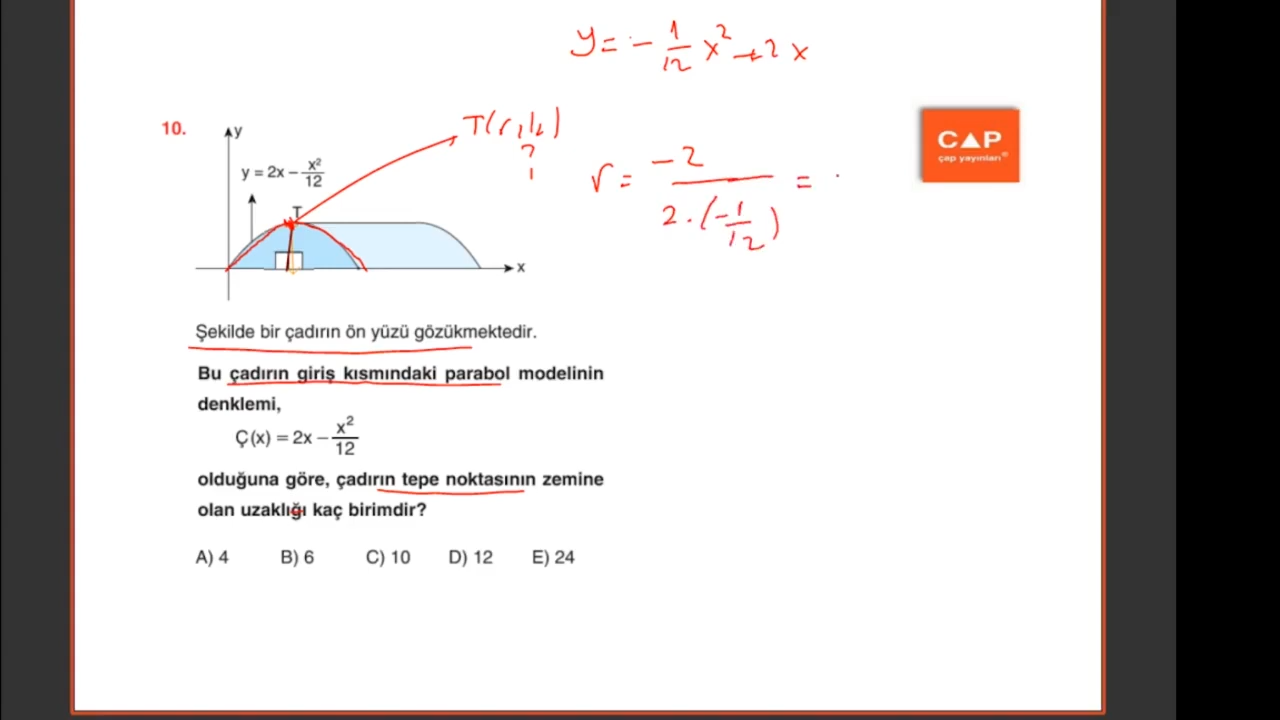 y = - 1/12 x² + 2x
10.
y
T(r,k)
?
y = 2x – x²/12
r = -2 / 2·(-1/12) =
CAP
çap yayınları®
T
x
Şekilde bir çadırın ön yüzü gözükmektedir.
Bu çadırın giriş kısmındaki parabol modelinin
denklemi,
Ç(x) = 2x – x²/12
olduğuna göre, çadırın tepe noktasının zemine
olan uzaklığı kaç birimdir?
A) 4 B) 6 C) 10 D) 12 E) 24